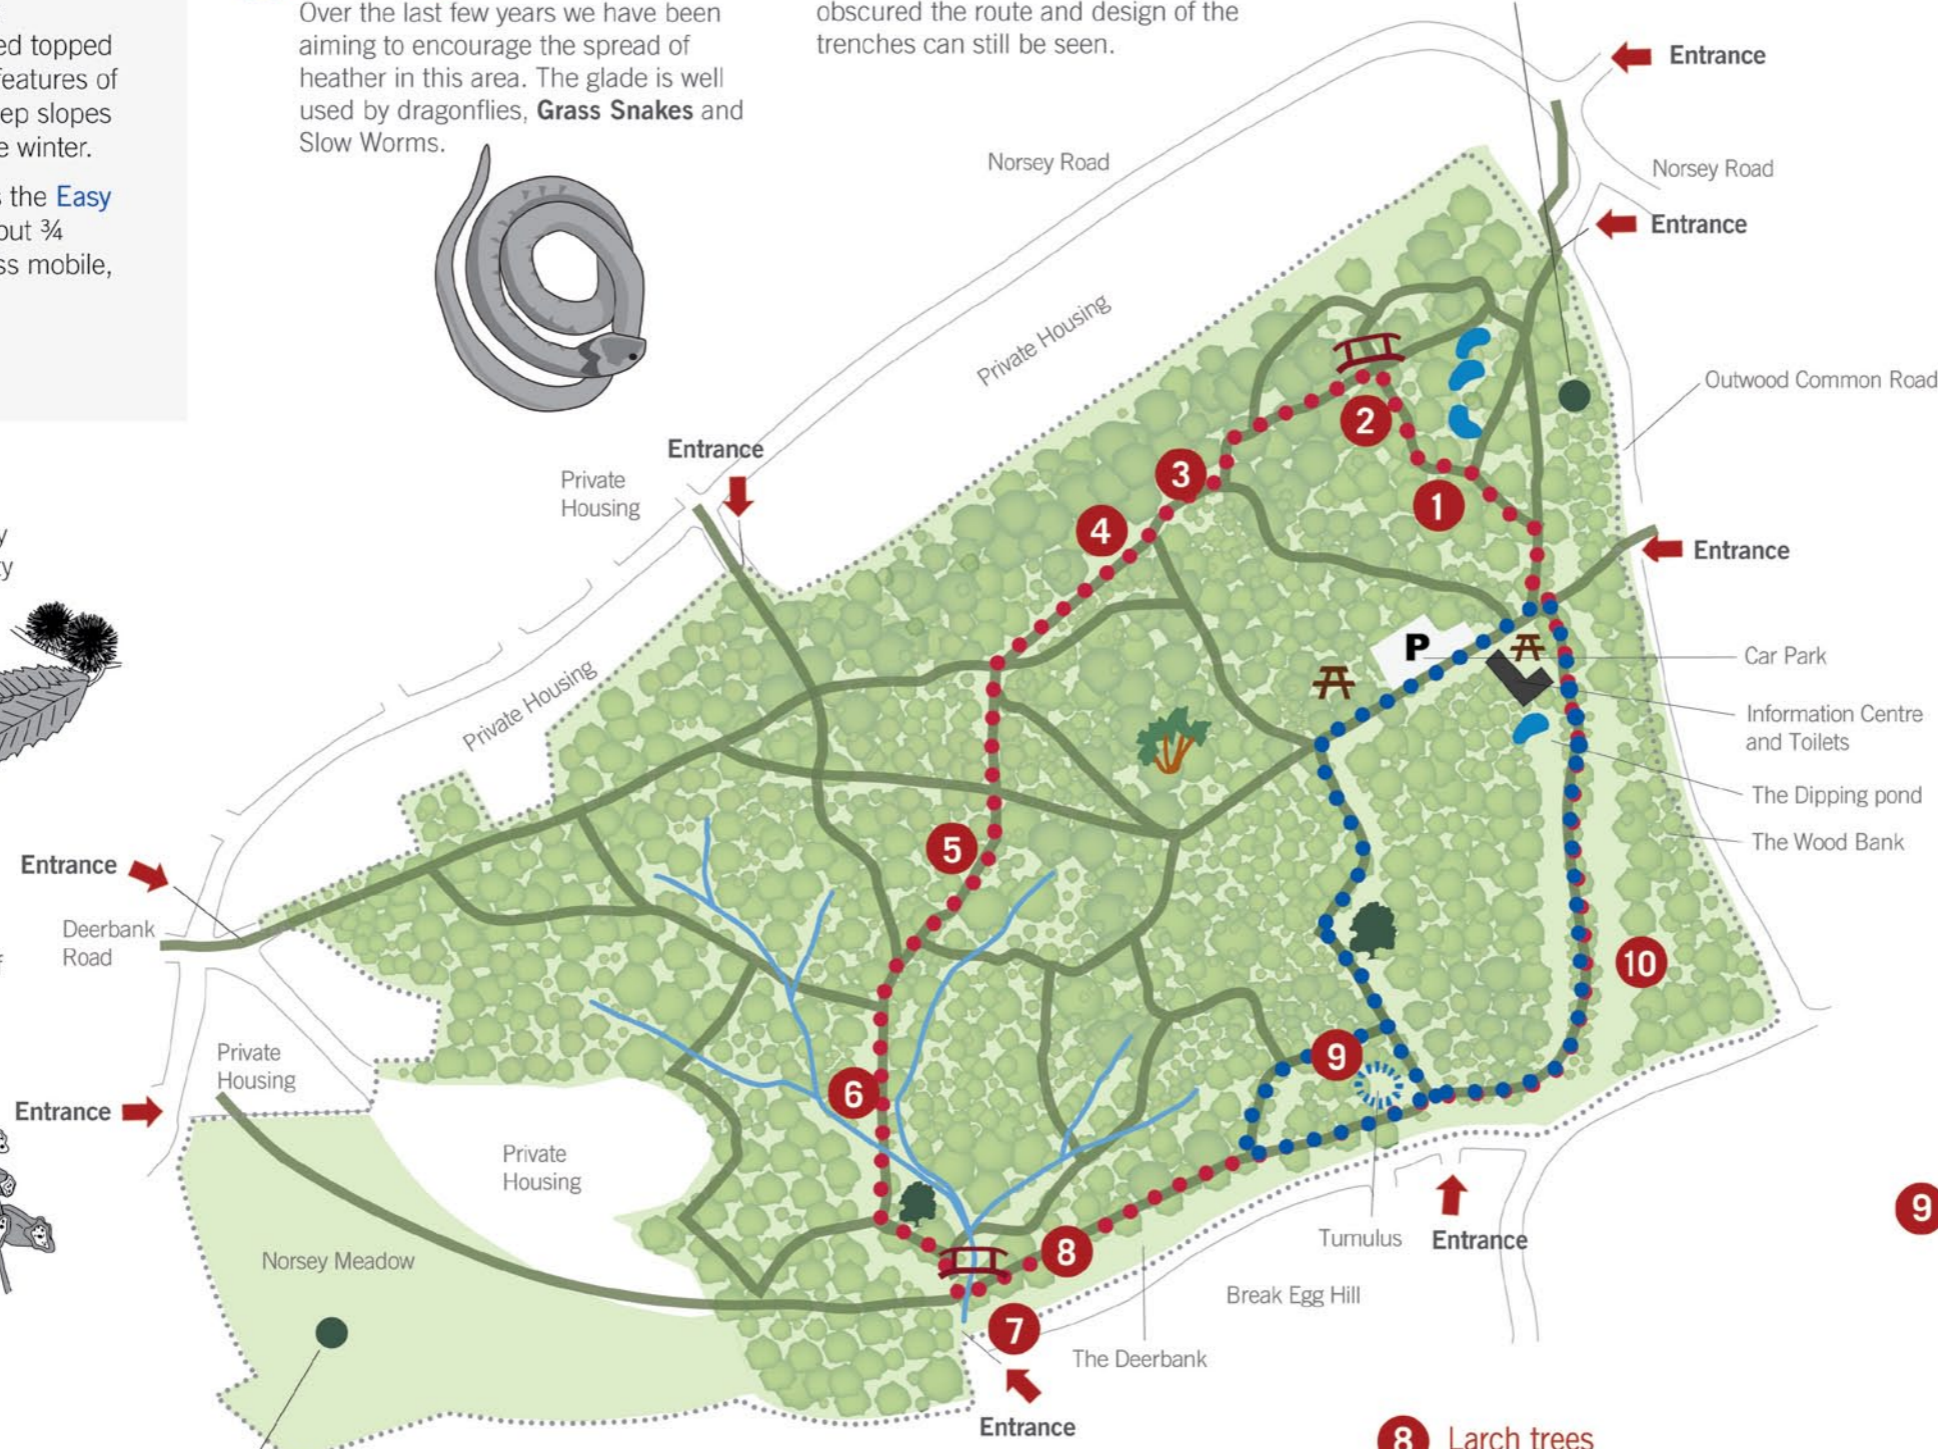 ed topped
features of
ep slopes
e winter.
s the Easy
out ¾
ss mobile,
Over the last few years we have been
aiming to encourage the spread of
heather in this area. The glade is well
used by dragonflies, Grass Snakes and
Slow Worms.
obscured the route and design of the
trenches can still be seen.
Entrance
Norsey Road
Norsey Road
Entrance
Private Housing
Outwood Common Road
2
Entrance
Private
Housing
3
1
4
y
ty
Entrance
P
Car Park
Private Housing
Information Centre
and Toilets
The Dipping pond
The Wood Bank
5
Entrance
Deerbank
Road
f
10
Private
Housing
9
6
Entrance
Private
Housing
9
Tumulus
Entrance
8
Norsey Meadow
Break Egg Hill
7
The Deerbank
Entrance
8 Larch trees